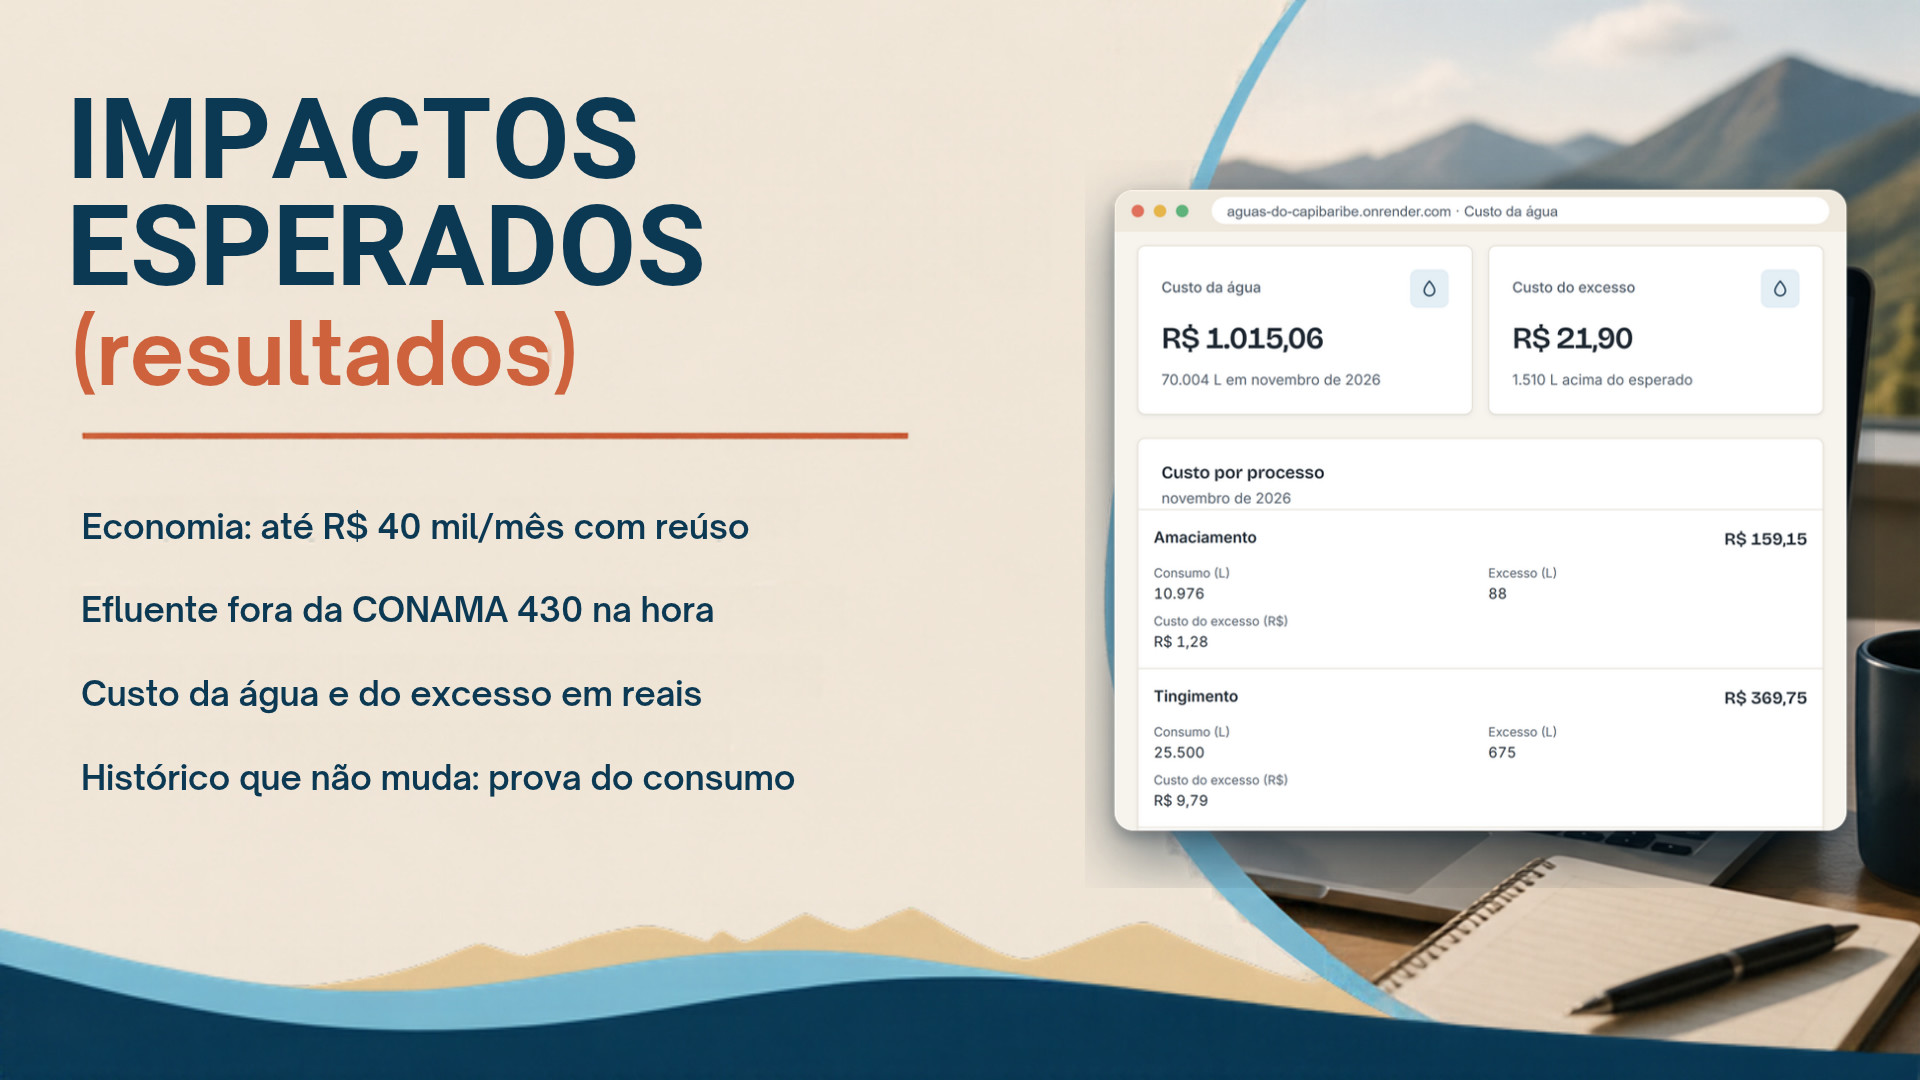 IMPACTOS
ESPERADOS
(resultados)
Economia: até R$ 40 mil/mês com reúso
Efluente fora da CONAMA 430 na hora
Custo da água e do excesso em reais
Histórico que não muda: prova do consumo
aguas-do-capibaribe.onrender.com · Custo da água
Custo da água
R$ 1.015,06
70.004 L em novembro de 2026
Custo do excesso
R$ 21,90
1.510 L acima do esperado
Custo por processo
novembro de 2026
Amaciamento R$ 159,15
Consumo (L) Excesso (L)
10.976 88
Custo do excesso (R$)
R$ 1,28
Tingimento R$ 369,75
Consumo (L) Excesso (L)
25.500 675
Custo do excesso (R$)
R$ 9,79